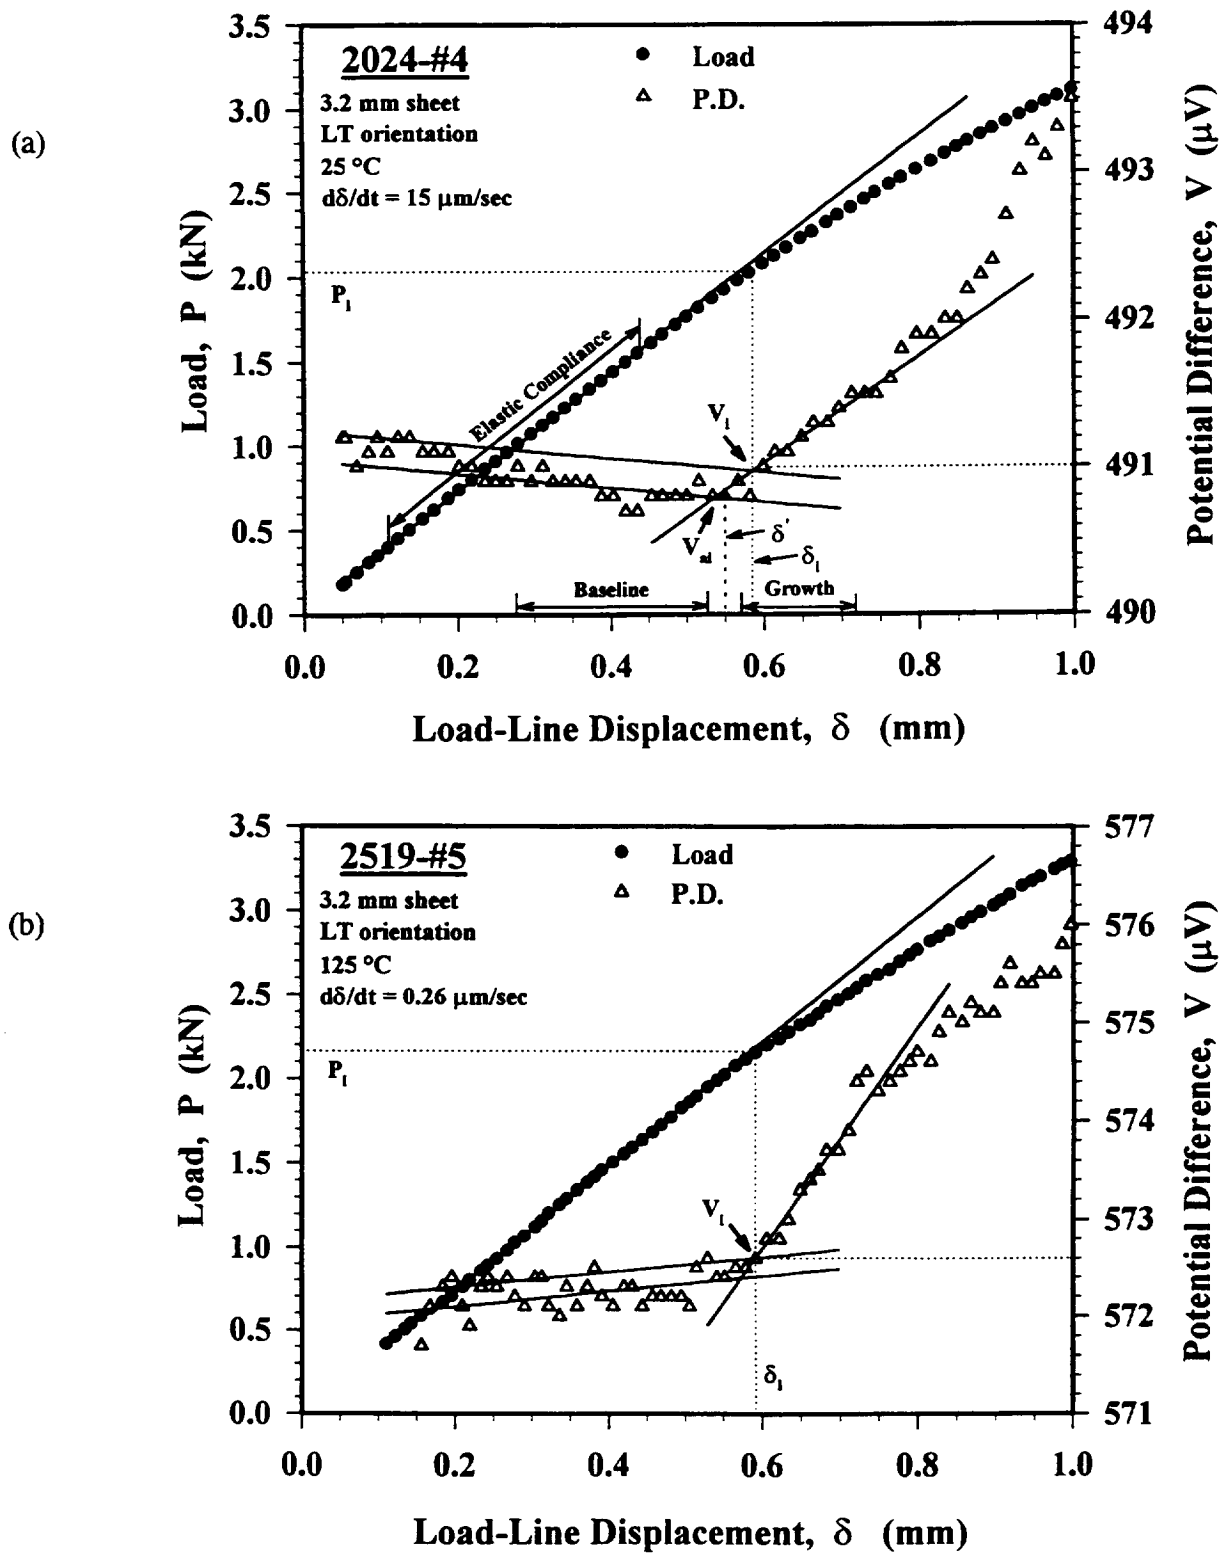 (a)
2024-#4
3.2 mm sheet
LT orientation
25 °C
dδ/dt = 15 μm/sec
Load
P.D.
Load, P (kN)
3.5
3.0
2.5
2.0
1.5
1.0
0.5
0.0
P_i
Elastic Compliance
V_i
V_ai
δ'
δ_i
Baseline
Growth
494
493
492
491
490
Potential Difference, V (μV)
0.0 0.2 0.4 0.6 0.8 1.0
Load-Line Displacement, δ (mm)
(b)
2519-#5
3.2 mm sheet
LT orientation
125 °C
dδ/dt = 0.26 μm/sec
Load
P.D.
Load, P (kN)
3.5
3.0
2.5
2.0
1.5
1.0
0.5
0.0
P_i
V_i
δ_i
577
576
575
574
573
572
571
Potential Difference, V (μV)
0.0 0.2 0.4 0.6 0.8 1.0
Load-Line Displacement, δ (mm)